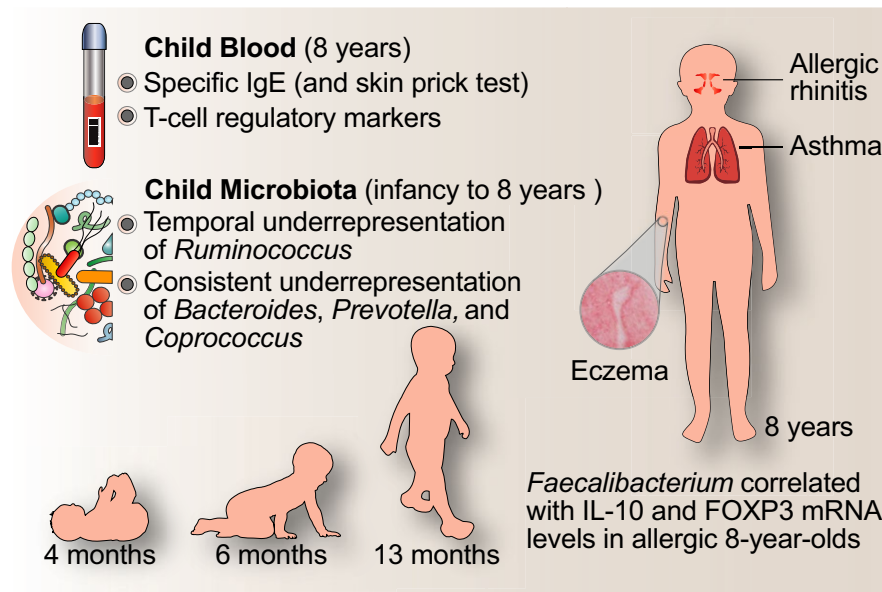 Child Blood (8 years)
Specific IgE (and skin prick test)
T-cell regulatory markers
Child Microbiota (infancy to 8 years )
Temporal underrepresentation
of Ruminococcus
Consistent underrepresentation
of Bacteroides, Prevotella, and
Coprococcus
4 months
6 months
13 months
Allergic
rhinitis
Asthma
Eczema
8 years
Faecalibacterium correlated
with IL-10 and FOXP3 mRNA
levels in allergic 8-year-olds